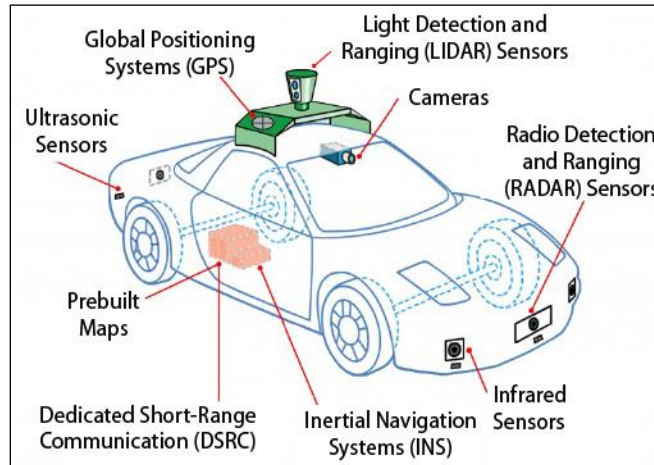 Light Detection and
Ranging (LIDAR) Sensors
Global Positioning
Systems (GPS)
Cameras
Ultrasonic
Sensors
Radio Detection
and Ranging
(RADAR) Sensors
Prebuilt
Maps
Dedicated Short-Range
Communication (DSRC)
Inertial Navigation
Systems (INS)
Infrared
Sensors